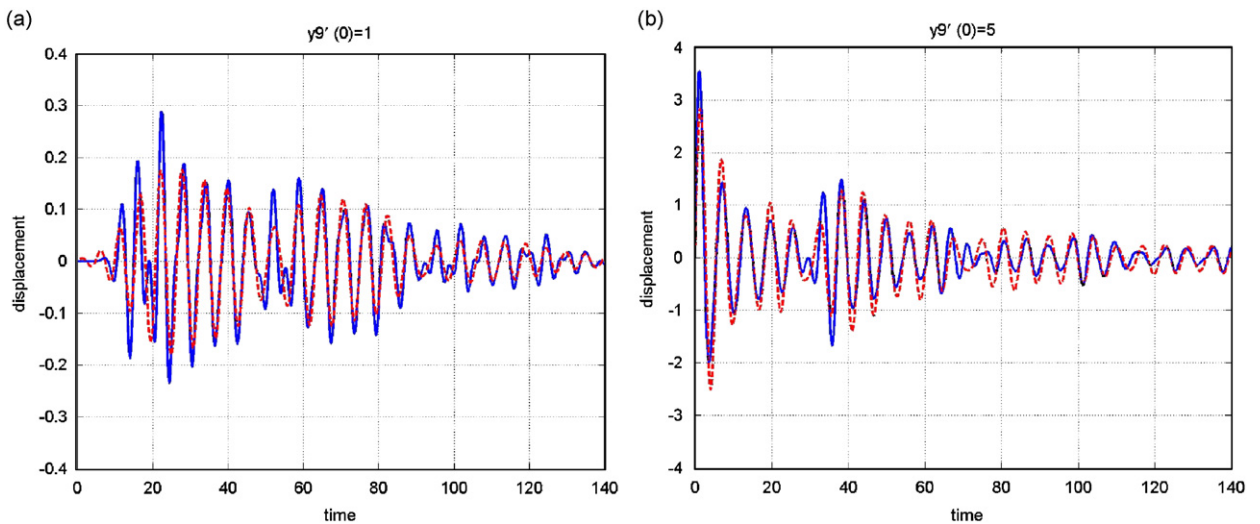 (a)
y9′ (0)=1
0.4
0.3
0.2
0.1
0
-0.1
-0.2
-0.3
-0.4
displacement
0 20 40 60 80 100 120 140
time
(b)
y9′ (0)=5
4
3
2
1
0
-1
-2
-3
-4
displacement
0 20 40 60 80 100 120 140
time